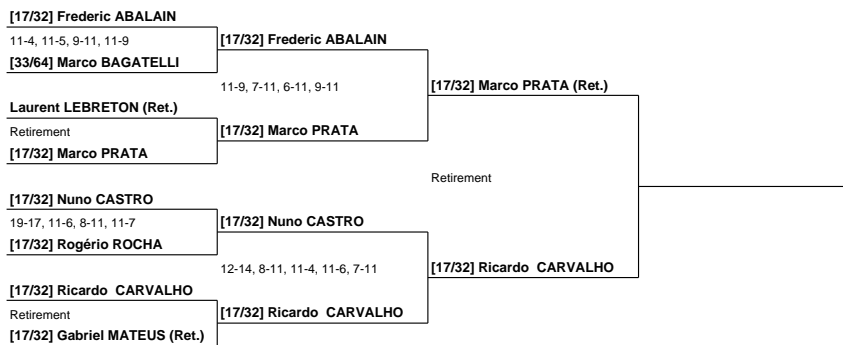 [17/32] Frederic ABALAIN
11-4, 11-5, 9-11, 11-9
[17/32] Frederic ABALAIN
[33/64] Marco BAGATELLI
11-9, 7-11, 6-11, 9-11
[17/32] Marco PRATA (Ret.)
Laurent LEBRETON (Ret.)
Retirement
[17/32] Marco PRATA
[17/32] Marco PRATA
Retirement
[17/32] Nuno CASTRO
19-17, 11-6, 8-11, 11-7
[17/32] Nuno CASTRO
[17/32] Rogério ROCHA
12-14, 8-11, 11-4, 11-6, 7-11
[17/32] Ricardo CARVALHO
[17/32] Ricardo CARVALHO
Retirement
[17/32] Ricardo CARVALHO
[17/32] Gabriel MATEUS (Ret.)